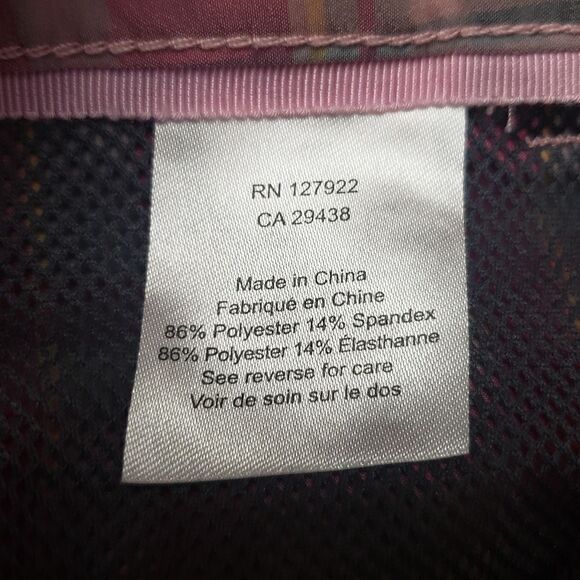 RN 127922
CA 29438
Made in China
Fabriqué en Chine
86% Polyester 14% Spandex
86% Polyester 14% Élasthanne
See reverse for care
Voir de soin sur le dos